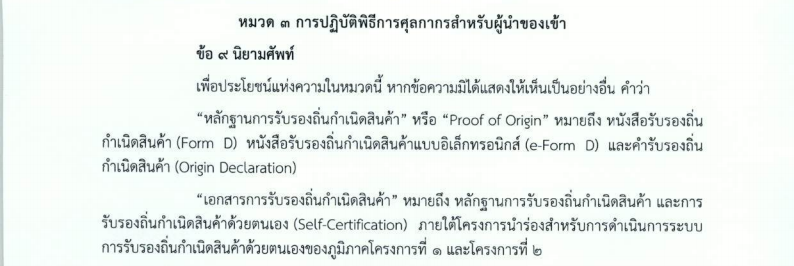 หมวด ๓ การปฏิบัติพิธีการศุลกากรสำหรับผู้นำของเข้า
ข้อ ๙ นิยามศัพท์
เพื่อประโยชน์แห่งความในหมวดนี้ หากข้อความมิได้แสดงให้เห็นเป็นอย่างอื่น คำว่า
“หลักฐานการรับรองถิ่นกำเนิดสินค้า” หรือ “Proof of Origin” หมายถึง หนังสือรับรองถิ่น
กำเนิดสินค้า (Form D) หนังสือรับรองถิ่นกำเนิดสินค้าแบบอิเล็กทรอนิกส์ (e-Form D) และคำรับรองถิ่น
กำเนิดสินค้า (Origin Declaration)
“เอกสารการรับรองถิ่นกำเนิดสินค้า” หมายถึง หลักฐานการรับรองถิ่นกำเนิดสินค้า และการ
รับรองถิ่นกำเนิดสินค้าด้วยตนเอง (Self-Certification) ภายใต้โครงการนำร่องสำหรับการดำเนินการระบบ
การรับรองถิ่นกำเนิดสินค้าด้วยตนเองของภูมิภาคโครงการที่ ๑ และโครงการที่ ๒